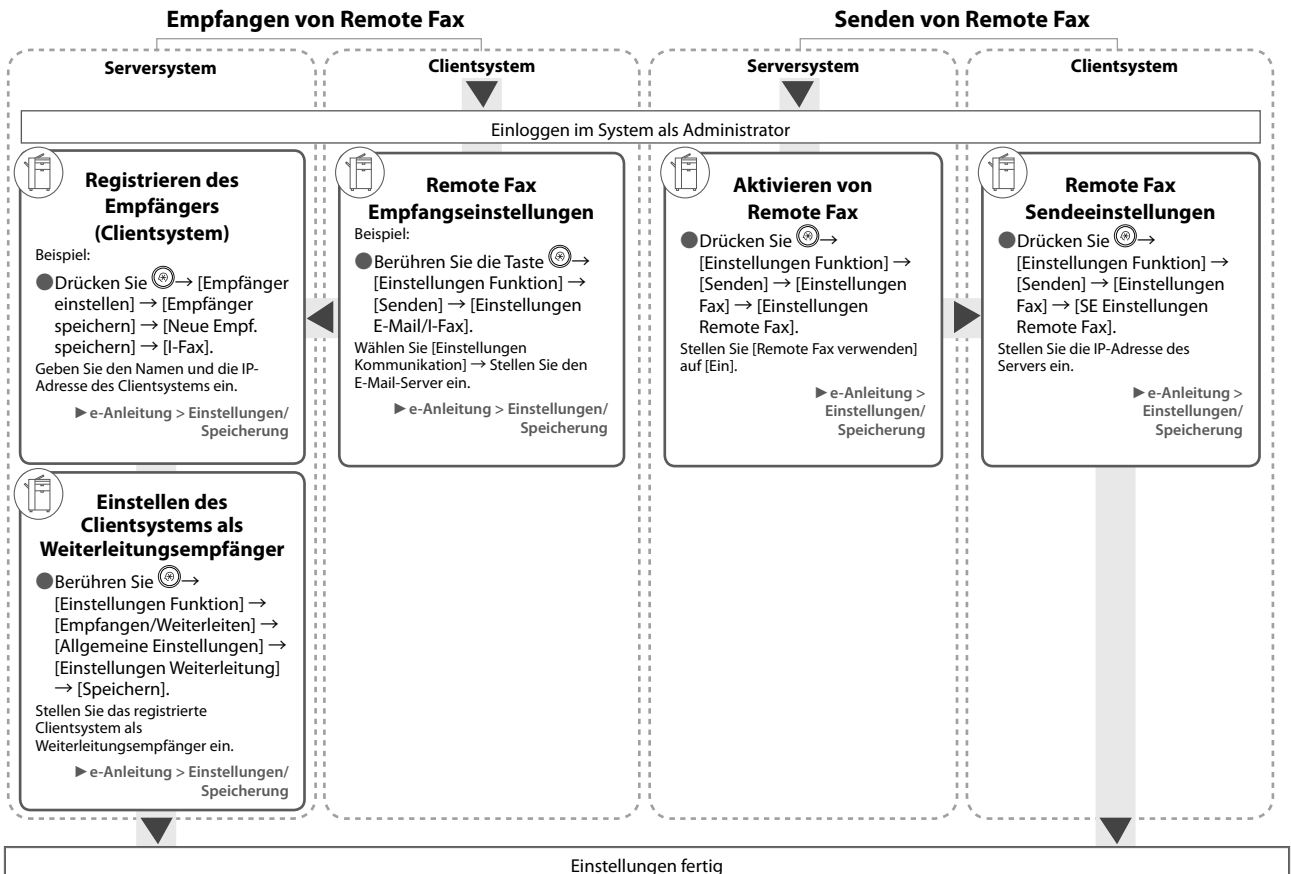 Empfangen von Remote Fax
Senden von Remote Fax
Serversystem
Clientsystem
Serversystem
Clientsystem
Einloggen im System als Administrator
Registrieren des
Empfängers
(Clientsystem)
Beispiel:
●Drücken Sie → [Empfänger
einstellen] → [Empfänger
speichern] → [Neue Empf.
speichern] → [I-Fax].
Geben Sie den Namen und die IP-
Adresse des Clientsystems ein.
►e-Anleitung > Einstellungen/
Speicherung
Einstellen des
Clientsystems als
Weiterleitungsempfänger
●Berühren Sie →
[Einstellungen Funktion] →
[Empfangen/Weiterleiten] →
[Allgemeine Einstellungen] →
[Einstellungen Weiterleitung]
→ [Speichern].
Stellen Sie das registrierte
Clientsystem als
Weiterleitungsempfänger ein.
►e-Anleitung > Einstellungen/
Speicherung
Remote Fax
Empfangseinstellungen
Beispiel:
●Berühren Sie die Taste →
[Einstellungen Funktion] →
[Senden] → [Einstellungen
E-Mail/I-Fax].
Wählen Sie [Einstellungen
Kommunikation] → Stellen Sie den
E-Mail-Server ein.
►e-Anleitung > Einstellungen/
Speicherung
Aktivieren von
Remote Fax
●Drücken Sie →
[Einstellungen Funktion] →
[Senden] → [Einstellungen
Fax] → [Einstellungen
Remote Fax].
Stellen Sie [Remote Fax verwenden]
auf [Ein].
►e-Anleitung >
Einstellungen/
Speicherung
Remote Fax
Sendeeinstellungen
●Drücken Sie →
[Einstellungen Funktion] →
[Senden] → [Einstellungen
Fax] → [SE Einstellungen
Remote Fax].
Stellen Sie die IP-Adresse des
Servers ein.
►e-Anleitung >
Einstellungen/
Speicherung
Einstellungen fertig